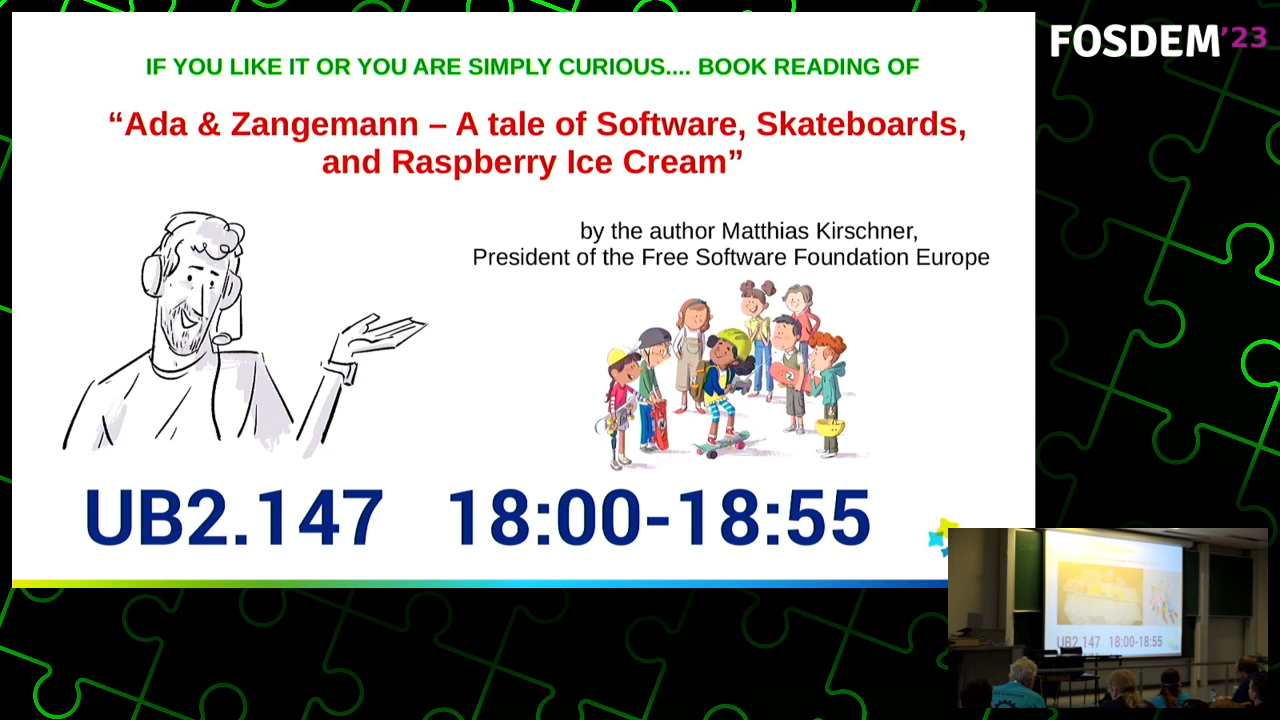 IF YOU LIKE IT OR YOU ARE SIMPLY CURIOUS.... BOOK READING OF
“Ada & Zangemann – A tale of Software, Skateboards,
and Raspberry Ice Cream”
by the author Matthias Kirschner,
President of the Free Software Foundation Europe
UB2.147 18:00-18:55
FOSDEM'23
UB2.147 18:00-18:55